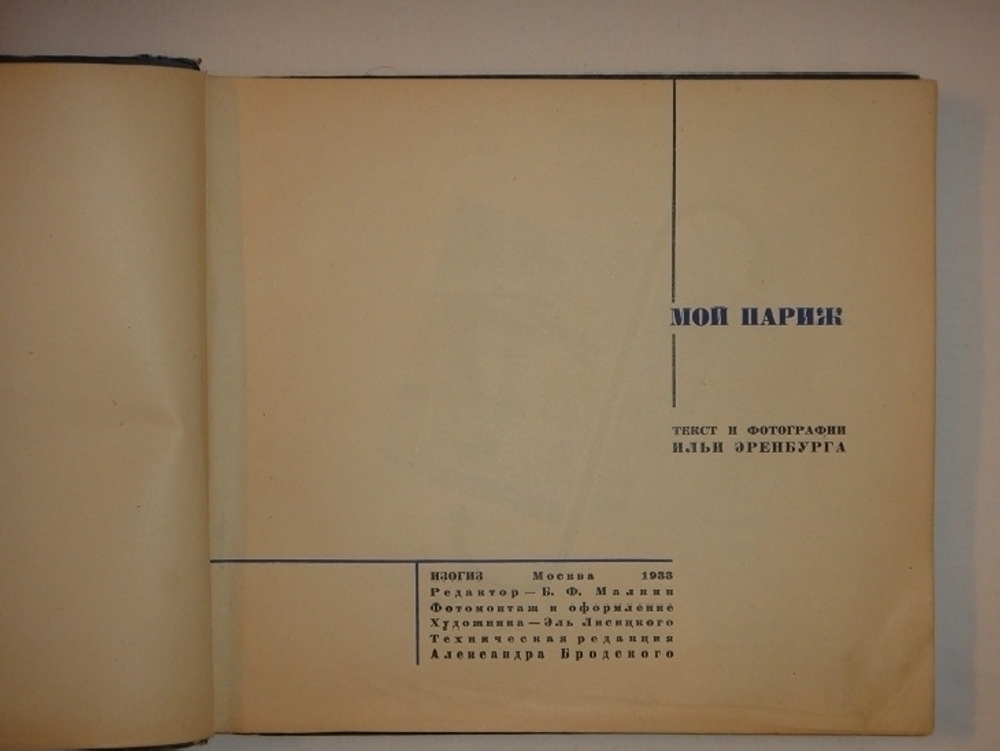 МОЙ ПАРИЖ
ТЕКСТ И ФОТОГРАФИИ
ИЛЬИ ЭРЕНБУРГА
ИЗОГИЗ Москва 1933
Редактор — Б. Ф. Малкин
Фотомонтаж и оформление
Художника — Эль Лисицкого
Техническая редакция
Александра Бродского